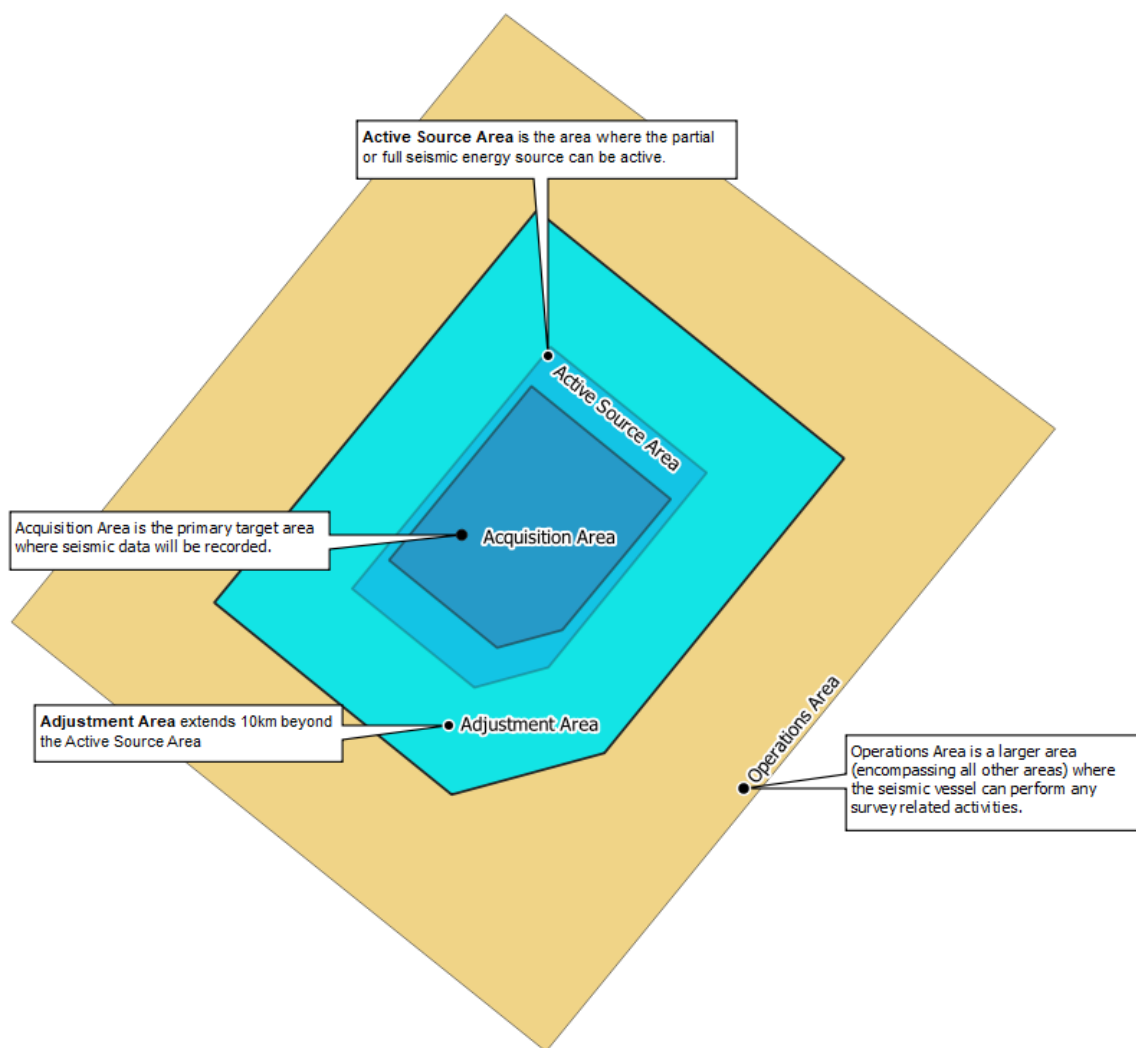 Active Source Area is the area where the partial
or full seismic energy source can be active.
Active Source Area
Acquisition Area is the primary target area
where seismic data will be recorded.
Acquisition Area
Adjustment Area extends 10km beyond
the Active Source Area
Adjustment Area
Operations Area
Operations Area is a larger area
(encompassing all other areas) where
the seismic vessel can perform any
survey related activities.